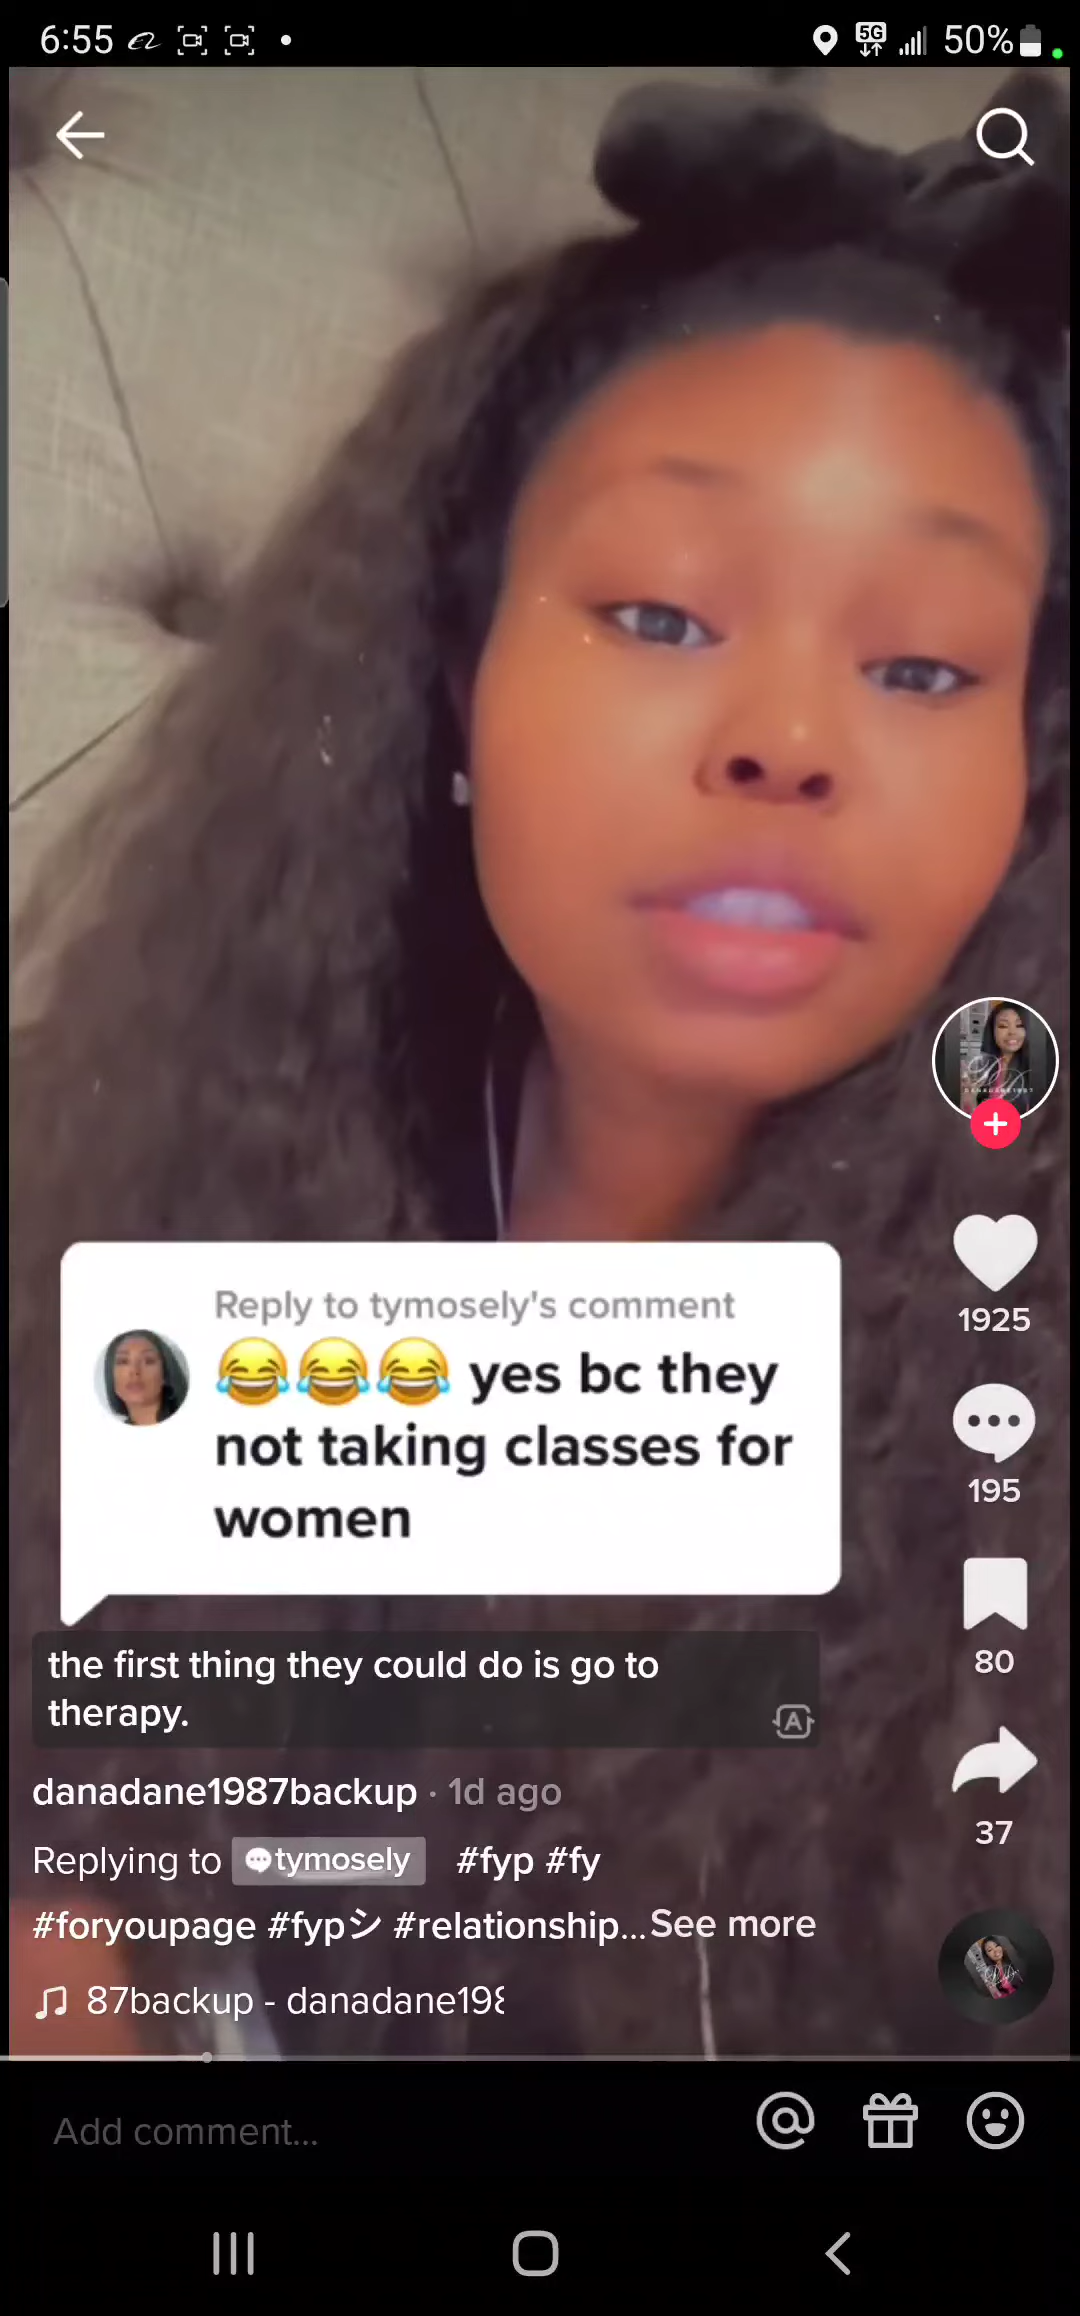 6:55
5G
50%
Reply to tymosely's comment
😂😂😂 yes bc they
not taking classes for
women
the first thing they could do is go to
therapy.
A
danadane1987backup · 1d ago
Replying to tymosely #fyp #fy
#foryoupage #fypシ #relationship...See more
87backup - danadane198
1925
195
80
37
Add comment...